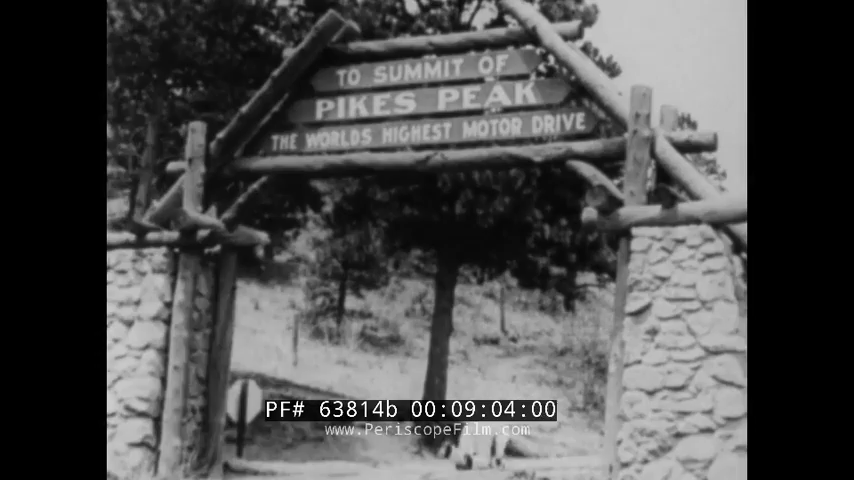 TO SUMMIT OF
PIKES PEAK
THE WORLDS HIGHEST MOTOR DRIVE
PF# 63814b 00:09:04:00
www.PeriscopeFilm.com